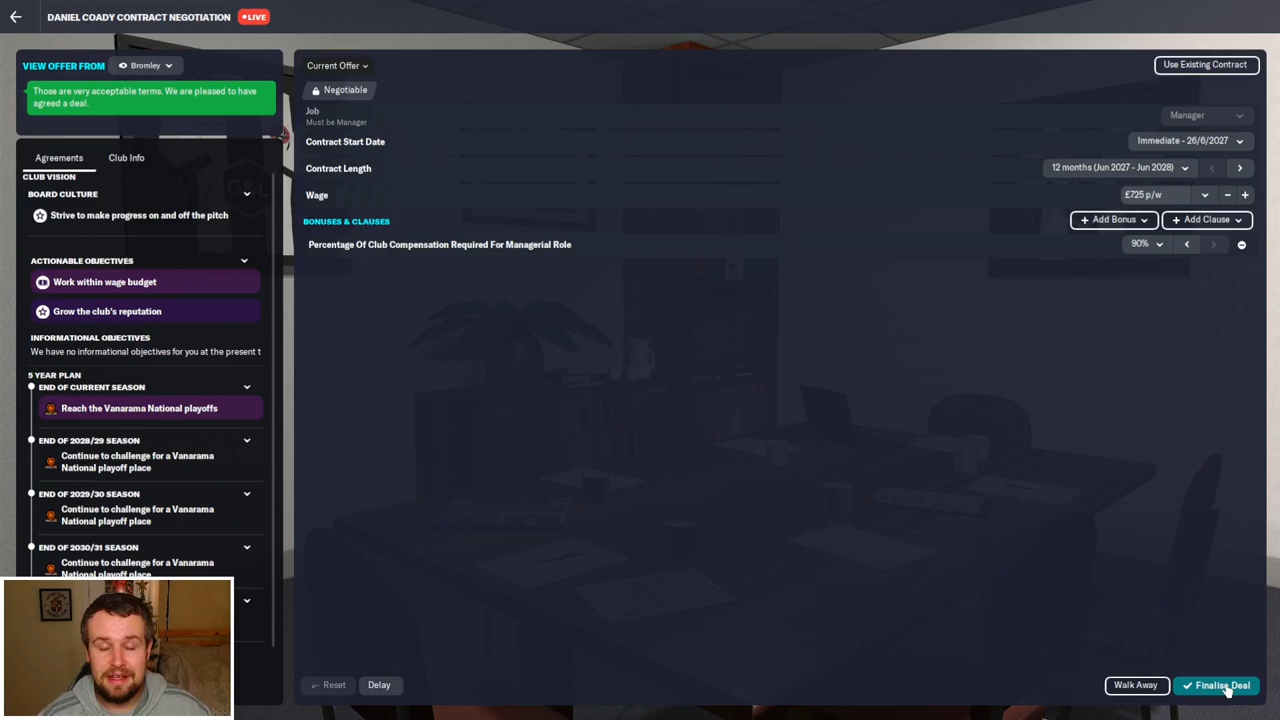 DANIEL COADY CONTRACT NEGOTIATION
LIVE
VIEW OFFER FROM
Bromley
Those are very acceptable terms. We are pleased to have
agreed a deal.
Agreements
Club Info
CLUB VISION
BOARD CULTURE
Strive to make progress on and off the pitch
ACTIONABLE OBJECTIVES
Work within wage budget
Grow the club's reputation
INFORMATIONAL OBJECTIVES
We have no informational objectives for you at the present t
5 YEAR PLAN
END OF CURRENT SEASON
Reach the Vanarama National playoffs
END OF 2028/29 SEASON
Continue to challenge for a Vanarama
National playoff place
END OF 2029/30 SEASON
Continue to challenge for a Vanarama
National playoff place
END OF 2030/31 SEASON
Continue to challenge for a Vanarama
National playoff place
Current Offer
Use Existing Contract
Negotiable
Job
Must be Manager
Manager
Contract Start Date
Immediate - 26/6/2027
Contract Length
12 months (Jun 2027 - Jun 2028)
Wage
£725 p/w
BONUSES & CLAUSES
Add Bonus
Add Clause
Percentage Of Club Compensation Required For Managerial Role
90%
Reset
Delay
Walk Away
Finalise Deal